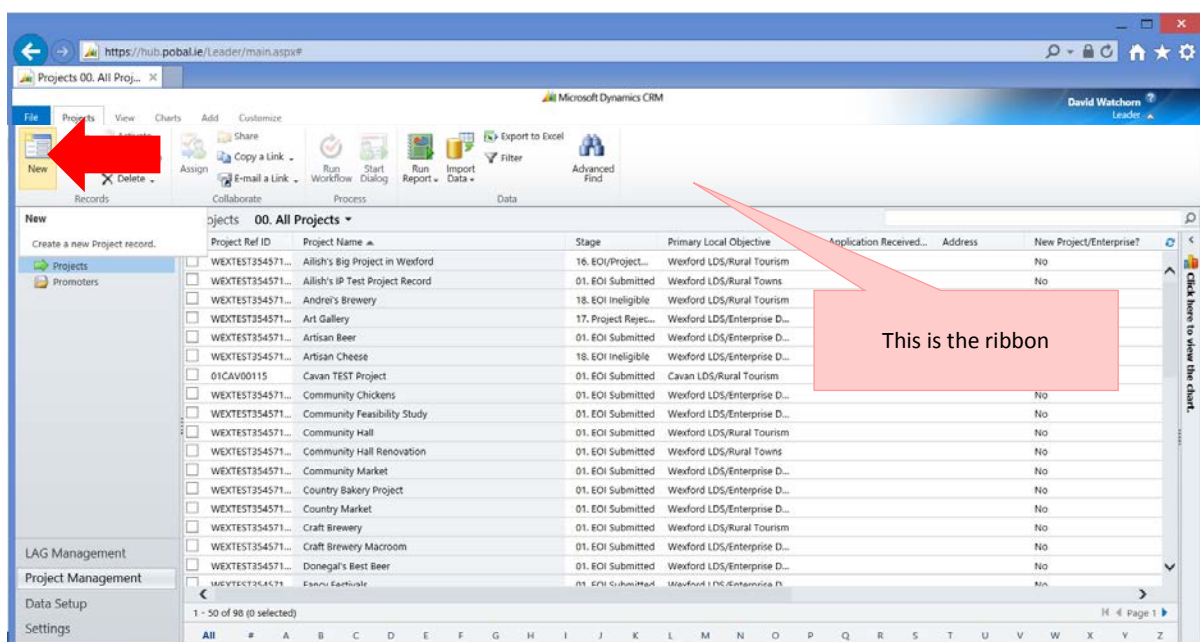 https://hub.pobal.ie/Leader/main.aspx#
Projects 00. All Proj...
Microsoft Dynamics CRM
David Watchorn
Leader
File Projects View Charts Add Customize
New
Delete
Records
Assign
Share
Copy a Link
E-mail a Link
Collaborate
Run Workflow
Start Dialog
Process
Run Report
Import Data
Export to Excel
Filter
Data
Advanced Find
New
Create a new Project record.
Projects
Promoters
00. All Projects
Project Ref ID Project Name Stage Primary Local Objective Application Received... Address New Project/Enterprise?
WEXTEST354571... Ailish's Big Project in Wexford 16. EOI/Project... Wexford LDS/Rural Tourism No
WEXTEST354571... Ailish's IP Test Project Record 01. EOI Submitted Wexford LDS/Rural Towns No
WEXTEST354571... Andrei's Brewery 18. EOI Ineligible Wexford LDS/Rural Tourism
WEXTEST354571... Art Gallery 17. Project Rejec... Wexford LDS/Enterprise D...
WEXTEST354571... Artisan Beer 01. EOI Submitted Wexford LDS/Enterprise D...
WEXTEST354571... Artisan Cheese 18. EOI Ineligible Wexford LDS/Enterprise D...
01CAV00115 Cavan TEST Project 01. EOI Submitted Cavan LDS/Rural Tourism
WEXTEST354571... Community Chickens 01. EOI Submitted Wexford LDS/Enterprise D... No
WEXTEST354571... Community Feasibility Study 01. EOI Submitted Wexford LDS/Enterprise D... No
WEXTEST354571... Community Hall 01. EOI Submitted Wexford LDS/Rural Tourism No
WEXTEST354571... Community Hall Renovation 01. EOI Submitted Wexford LDS/Rural Towns No
WEXTEST354571... Community Market 01. EOI Submitted Wexford LDS/Enterprise D... No
WEXTEST354571... Country Bakery Project 01. EOI Submitted Wexford LDS/Enterprise D... No
WEXTEST354571... Country Market 01. EOI Submitted Wexford LDS/Enterprise D... No
WEXTEST354571... Craft Brewery 01. EOI Submitted Wexford LDS/Rural Tourism No
WEXTEST354571... Craft Brewery Macroom 01. EOI Submitted Wexford LDS/Enterprise D... No
WEXTEST354571... Donegal's Best Beer 01. EOI Submitted Wexford LDS/Enterprise D... No
WEXTEST354571 Fancy Festivals 01. EOI Submitted Wexford LDS/Enterprise D No
This is the ribbon
Click here to view the chart.
LAG Management
Project Management
Data Setup
Settings
1 - 50 of 98 (0 selected)
Page 1
All # A B C D E F G H I J K L M N O P Q R S T U V W X Y Z